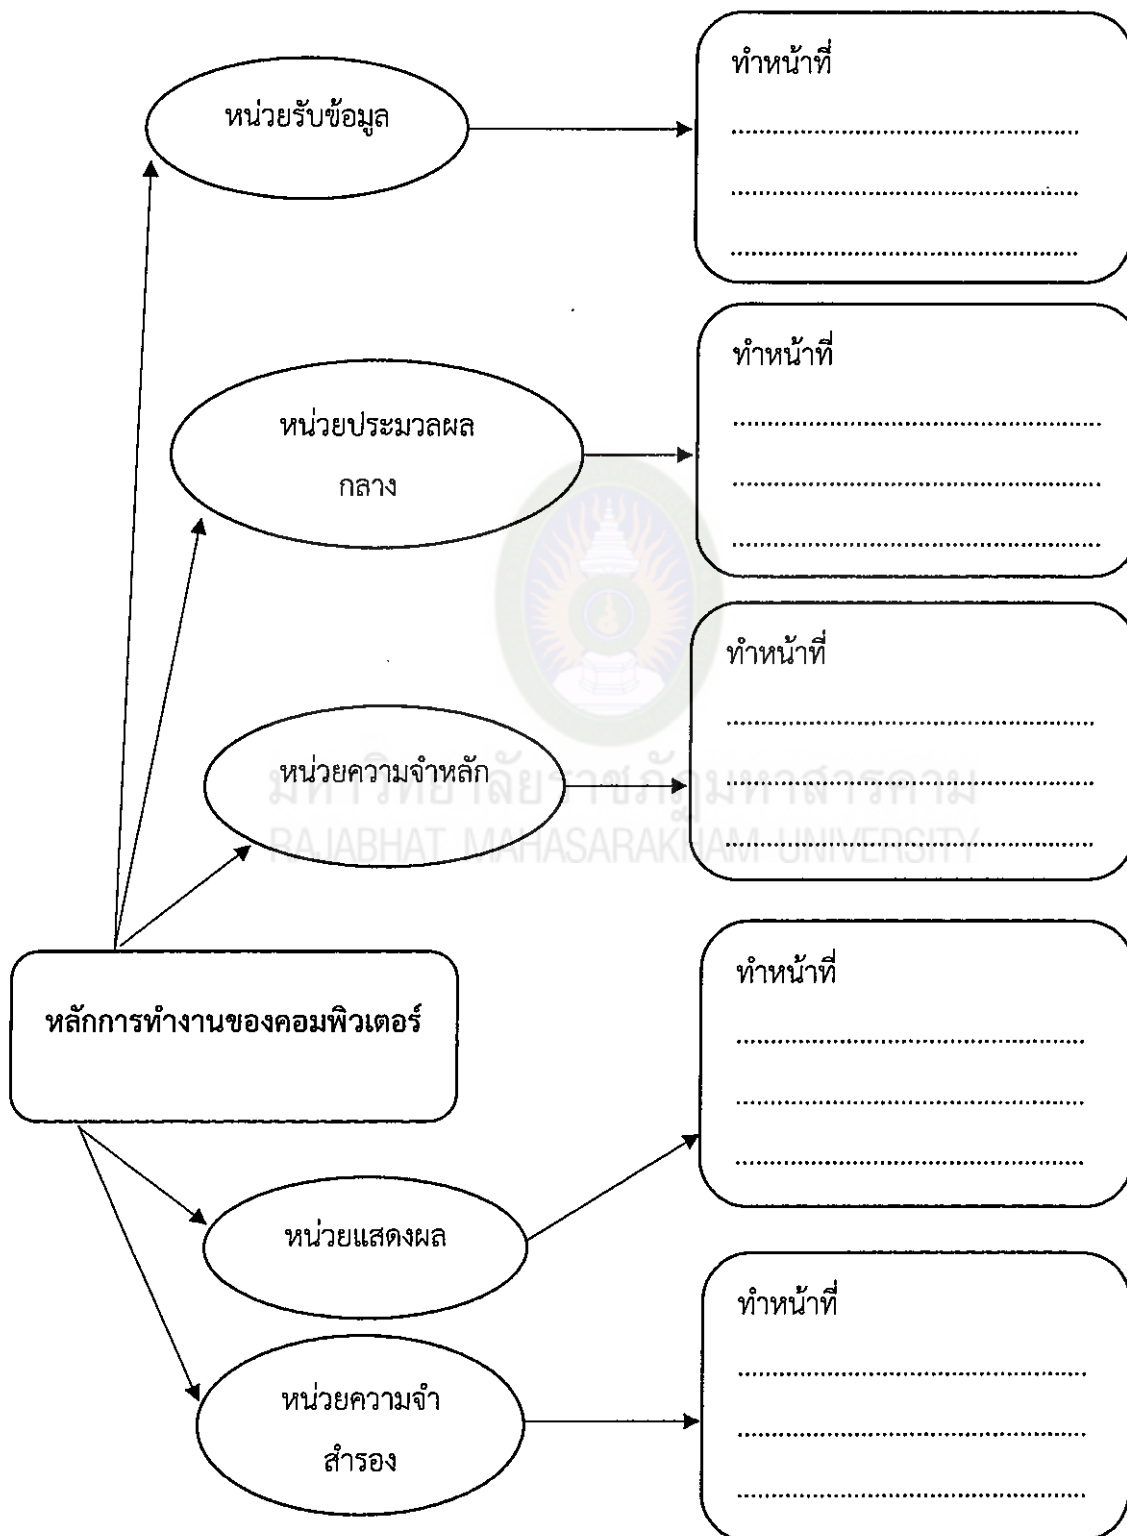 หน่วยรับข้อมูล
ทำหน้าที่
................................................
................................................
................................................
หน่วยประมวลผล
กลาง
ทำหน้าที่
................................................
................................................
................................................
หน่วยความจำหลัก
ทำหน้าที่
................................................
................................................
................................................
มหาวิทยาลัยราชภัฏมหาสารคาม
RAJABHAT MAHASARAKHAM UNIVERSITY
หลักการทำงานของคอมพิวเตอร์
หน่วยแสดงผล
ทำหน้าที่
................................................
................................................
................................................
หน่วยความจำ
สำรอง
ทำหน้าที่
................................................
................................................
................................................